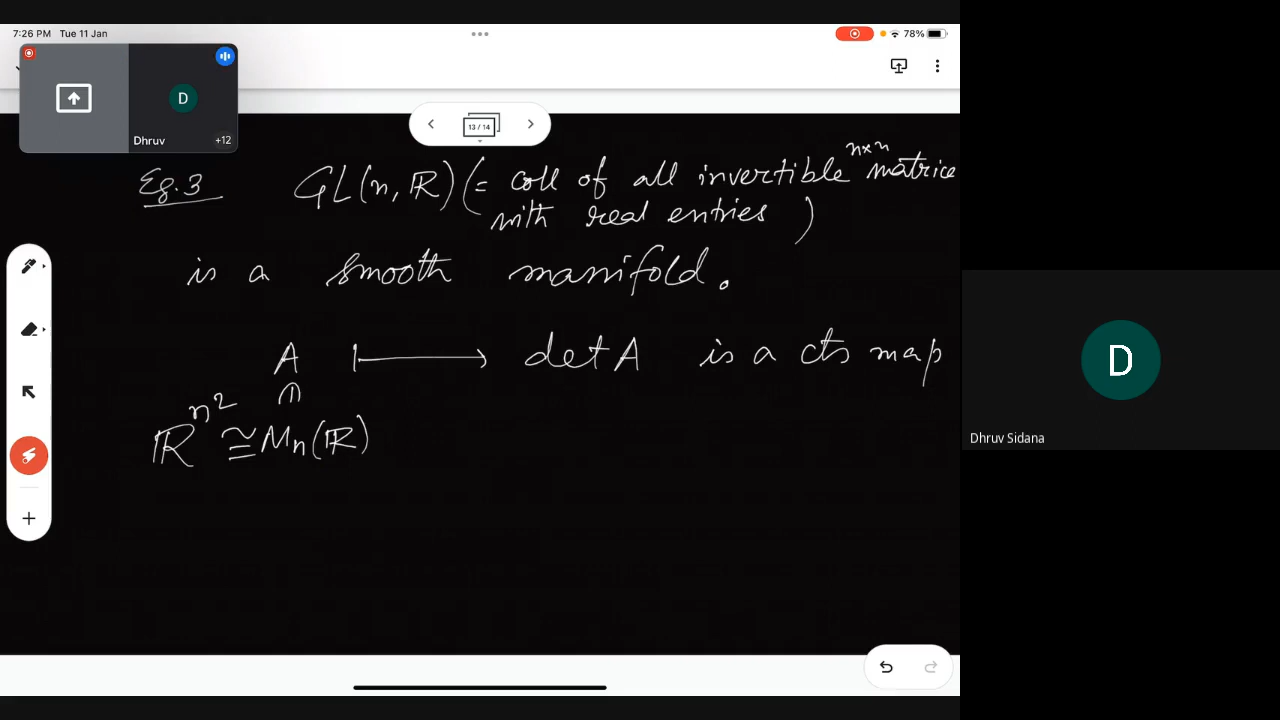 7:26 PM Tue 11 Jan
78%
D
Dhruv
+12
13 / 14
Eg. 3 GL(n, ℝ) (= coll of all invertible n×n matrice
with real entries )
is a smooth manifold.
A ⟼ det A is a cts map
∈
ℝ^{n^2} ≅ Mn(ℝ)
D
Dhruv Sidana